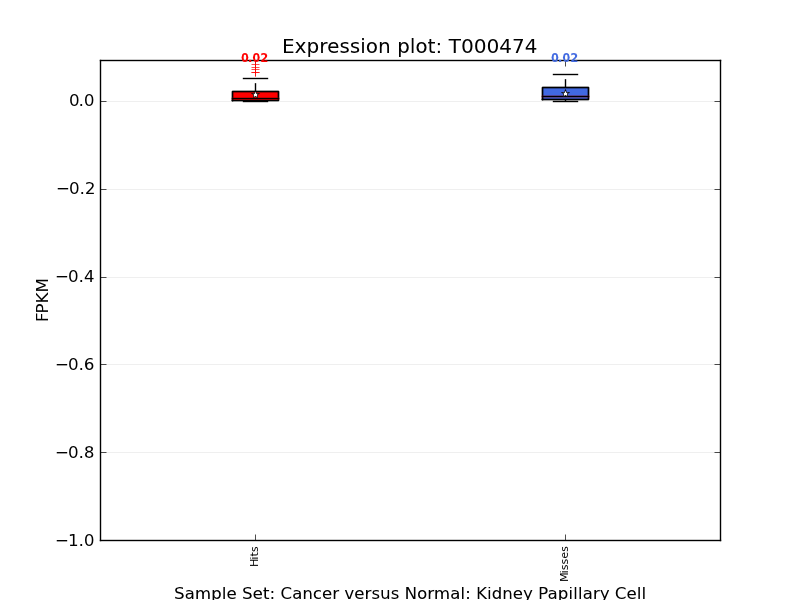 Expression plot: T000474
0.02
0.02
0.0
−0.2
−0.4
−0.6
−0.8
−1.0
FPKM
Hits
Misses
Sample Set: Cancer versus Normal: Kidney Papillary Cell